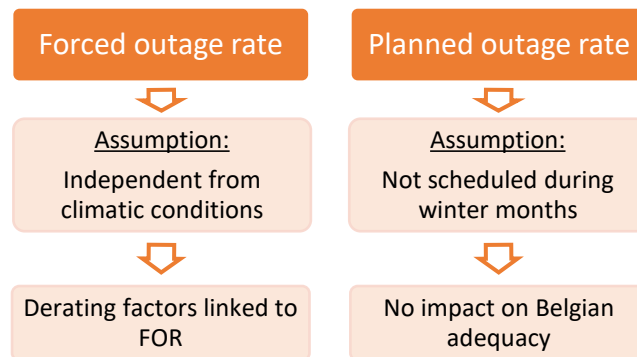 Forced outage rate
Assumption:
Independent from
climatic conditions
Derating factors linked to
FOR
Planned outage rate
Assumption:
Not scheduled during
winter months
No impact on Belgian
adequacy